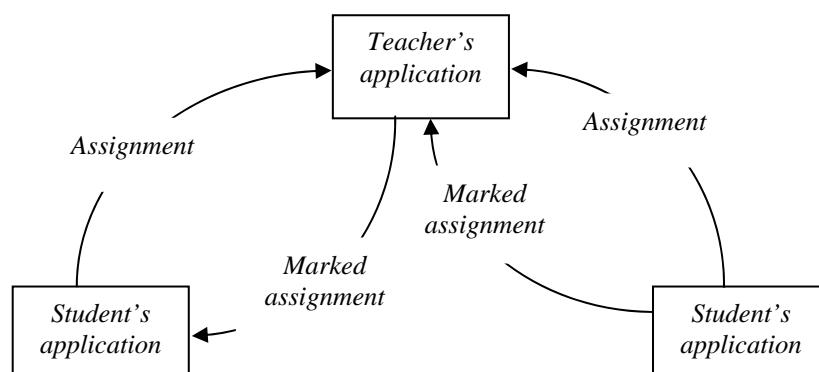 Teacher’s
application
Assignment
Assignment
Marked
assignment
Marked
assignment
Student’s
application
Student’s
application